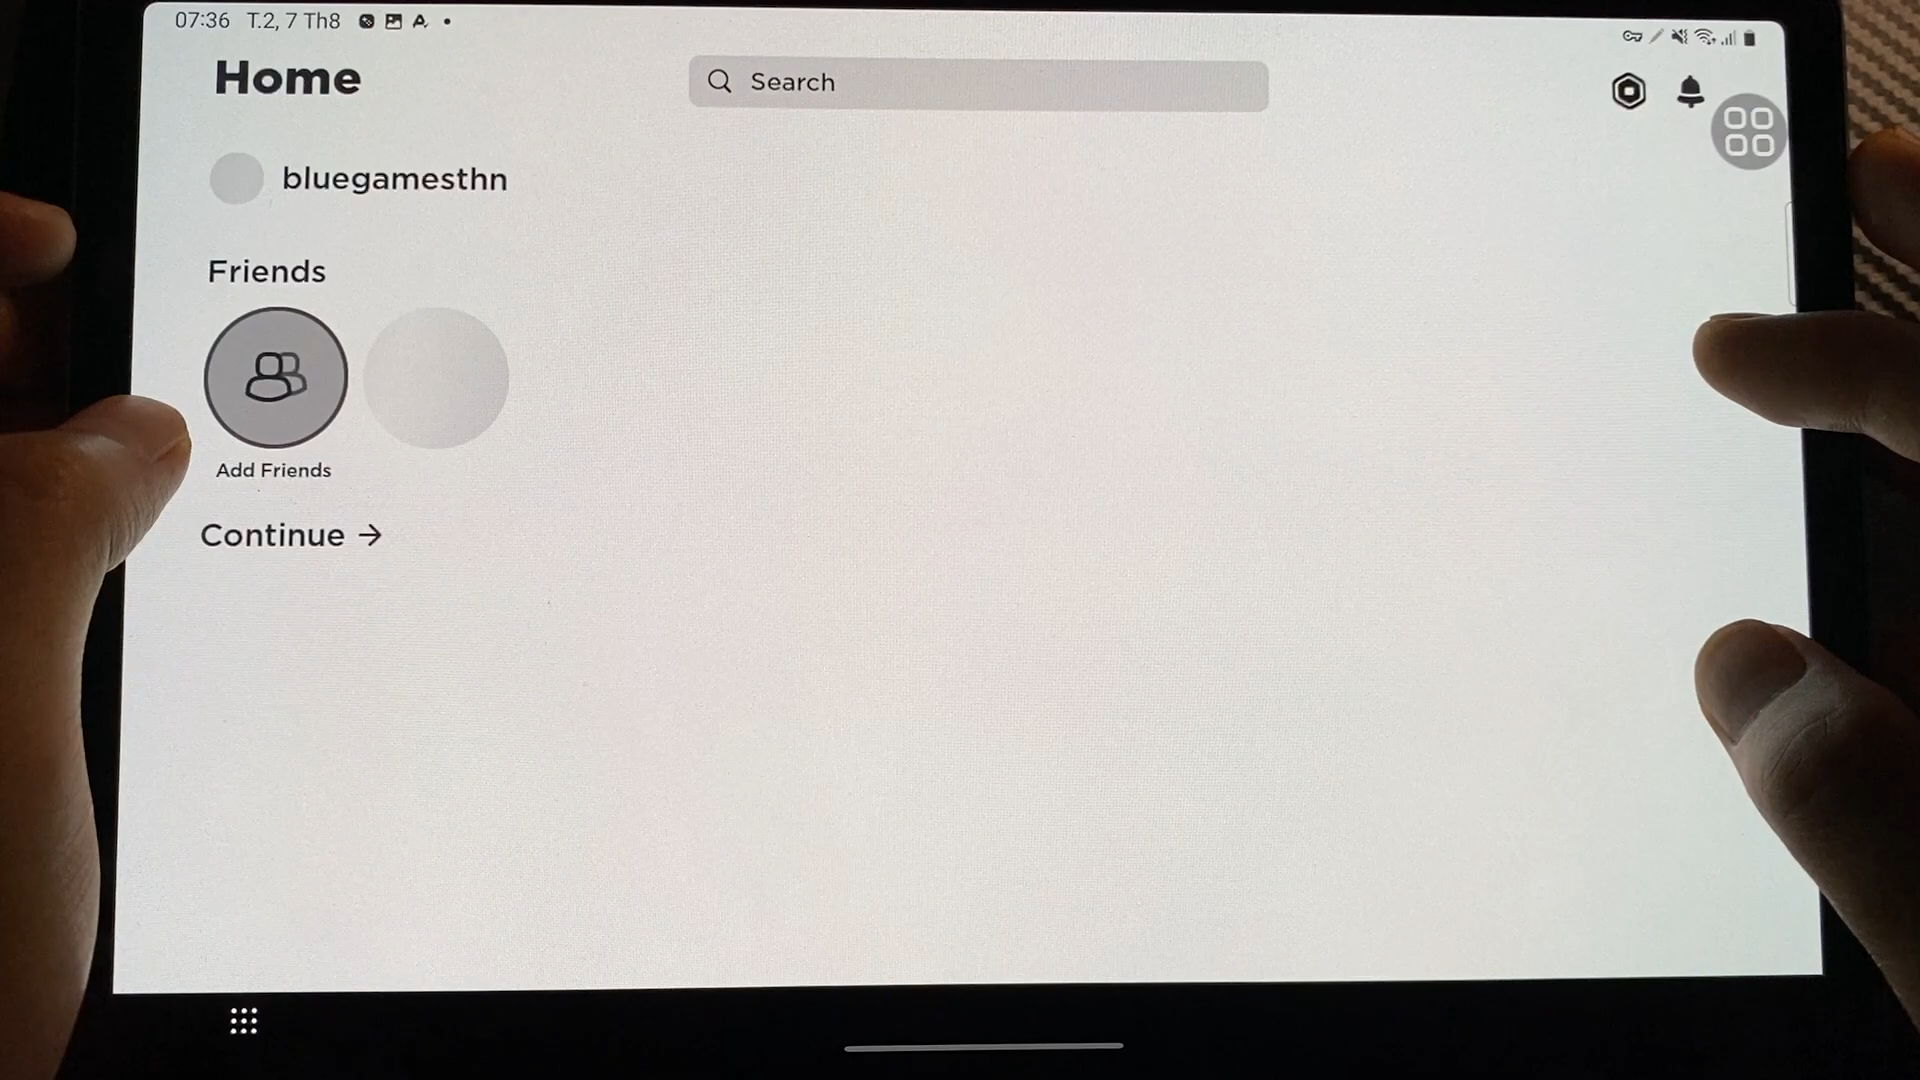 07:36 T.2, 7 Th8
Home
Search
bluegamesthn
Friends
Add Friends
Continue →